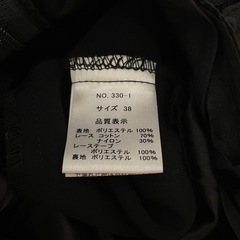 NO. 330-1
サイズ 38
品質表示
表地 ポリエステル 100%
レース コットン 70%
ナイロン 30%
レーステープ
ポリエステル 100%
裏地 ポリエステル 100%